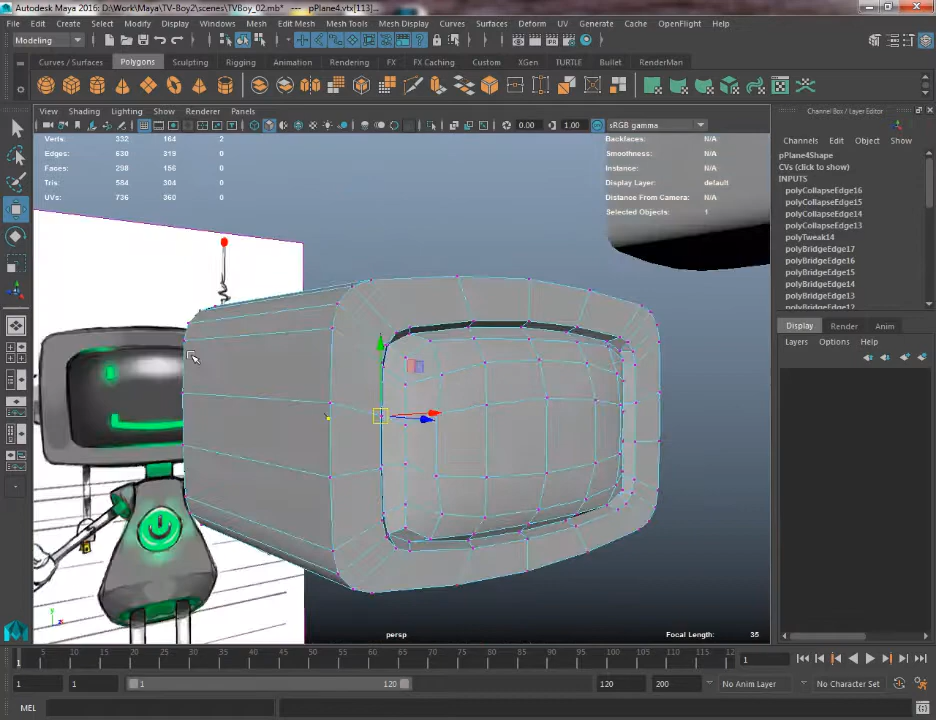 Autodesk Maya 2016: D:\Work\Maya\TV-Boy2\scenes\TVBoy_02.mb* --- pPlane4.vtx[113]...
File Edit Create Select Modify Display Windows Mesh Edit Mesh Mesh Tools Mesh Display Curves Surfaces Deform UV Generate Cache OpenFlight Help
Modeling
Curves / Surfaces Polygons Sculpting Rigging Animation Rendering FX FX Caching Custom XGen TURTLE Bullet RenderMan
View Shading Lighting Show Renderer Panels
Channel Box / Layer Editor
0.00 1.00 sRGB gamma
Verts: 332 164 2
Edges: 630 319 0
Faces: 298 156 0
Tris: 584 304 0
UVs: 736 360 0
Backfaces: N/A
Smoothness: N/A
Instance: N/A
Display Layer: default
Distance From Camera: N/A
Selected Objects: 1
Channels Edit Object Show
pPlane4Shape
CVs (click to show)
INPUTS
polyCollapseEdge16
polyCollapseEdge15
polyCollapseEdge14
polyCollapseEdge13
polyTweak14
polyBridgeEdge17
polyBridgeEdge16
polyBridgeEdge15
polyBridgeEdge14
polyBridgeEdge13
polyBridgeEdge12
Display Render Anim
Layers Options Help
persp
Focal Length: 35
5 10 15 20 25 30 35 40 45 50 55 60 65 70 75 80 85 90 95 100 105 110 115 12
1
1
1 1 1 120 120 200 No Anim Layer No Character Set
MEL